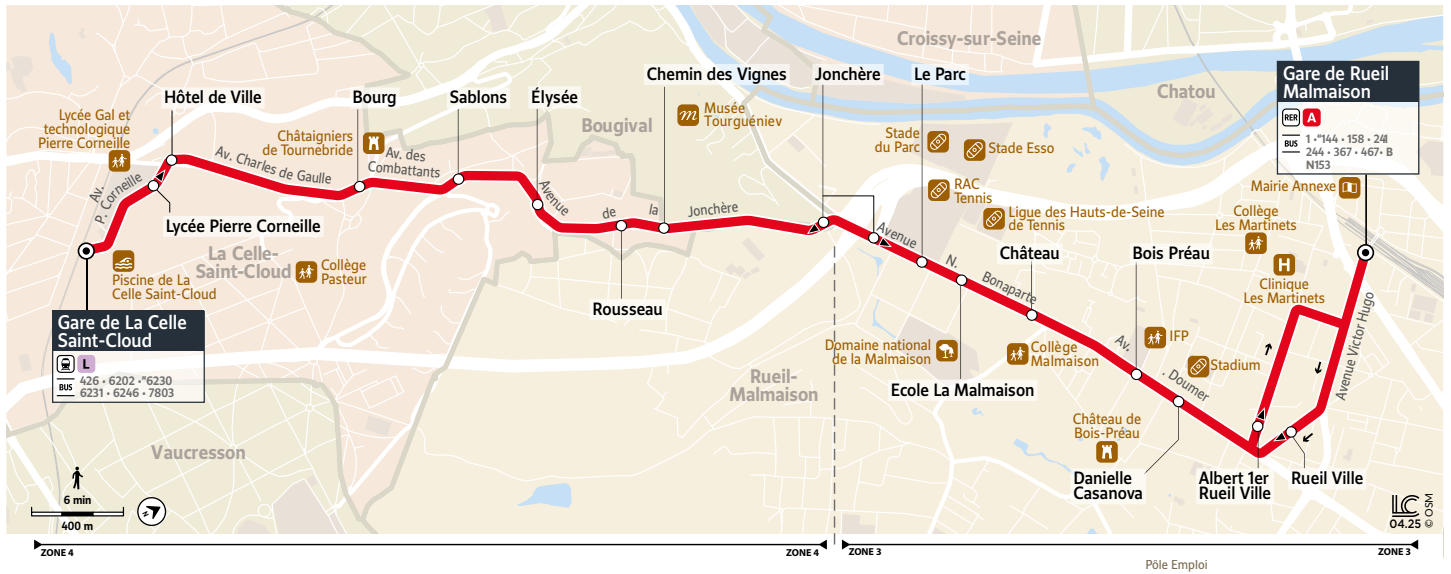 Croissy-sur-Seine
Chatou
Bougival
La Celle-
Saint-Cloud
Vaucresson
Rueil-
Malmaison
Gare de La Celle
Saint-Cloud
L
BUS
426 • 6202 •*6230
6231 • 6246 • 7803
Lycée Pierre Corneille
Hôtel de Ville
Bourg
Sablons
Élysée
Rousseau
Chemin des Vignes
Jonchère
Le Parc
Ecole La Malmaison
Château
Bois Préau
Danielle
Casanova
Albert 1er
Rueil Ville
Rueil Ville
Gare de Rueil
Malmaison
RER A
BUS
1 •*144 • 158 • 241
244 • 367 • 467• B
N153
Lycée Gal et
technologique
Pierre Corneille
Piscine de La
Celle Saint-Cloud
Collège
Pasteur
Châtaigniers
de Tournebride
m
Musée
Tourguéniev
Stade
du Parc
Stade Esso
RAC
Tennis
Ligue des Hauts-de-Seine
de Tennis
Domaine national
de la Malmaison
Collège
Malmaison
IFP
Stadium
Château de
Bois-Préau
Mairie Annexe
Collège
Les Martinets
H
Clinique
Les Martinets
Av.
P. Corneille
Av. Charles de Gaulle
Av. des
Combattants
Avenue
de
la
Jonchère
Avenue
N.
Bonaparte
Av.
. Doumer
Avenue Victor Hugo
6 min
400 m
N
LC
04.25
© OSM
ZONE 4
ZONE 4
ZONE 3
ZONE 3
Pôle Emploi